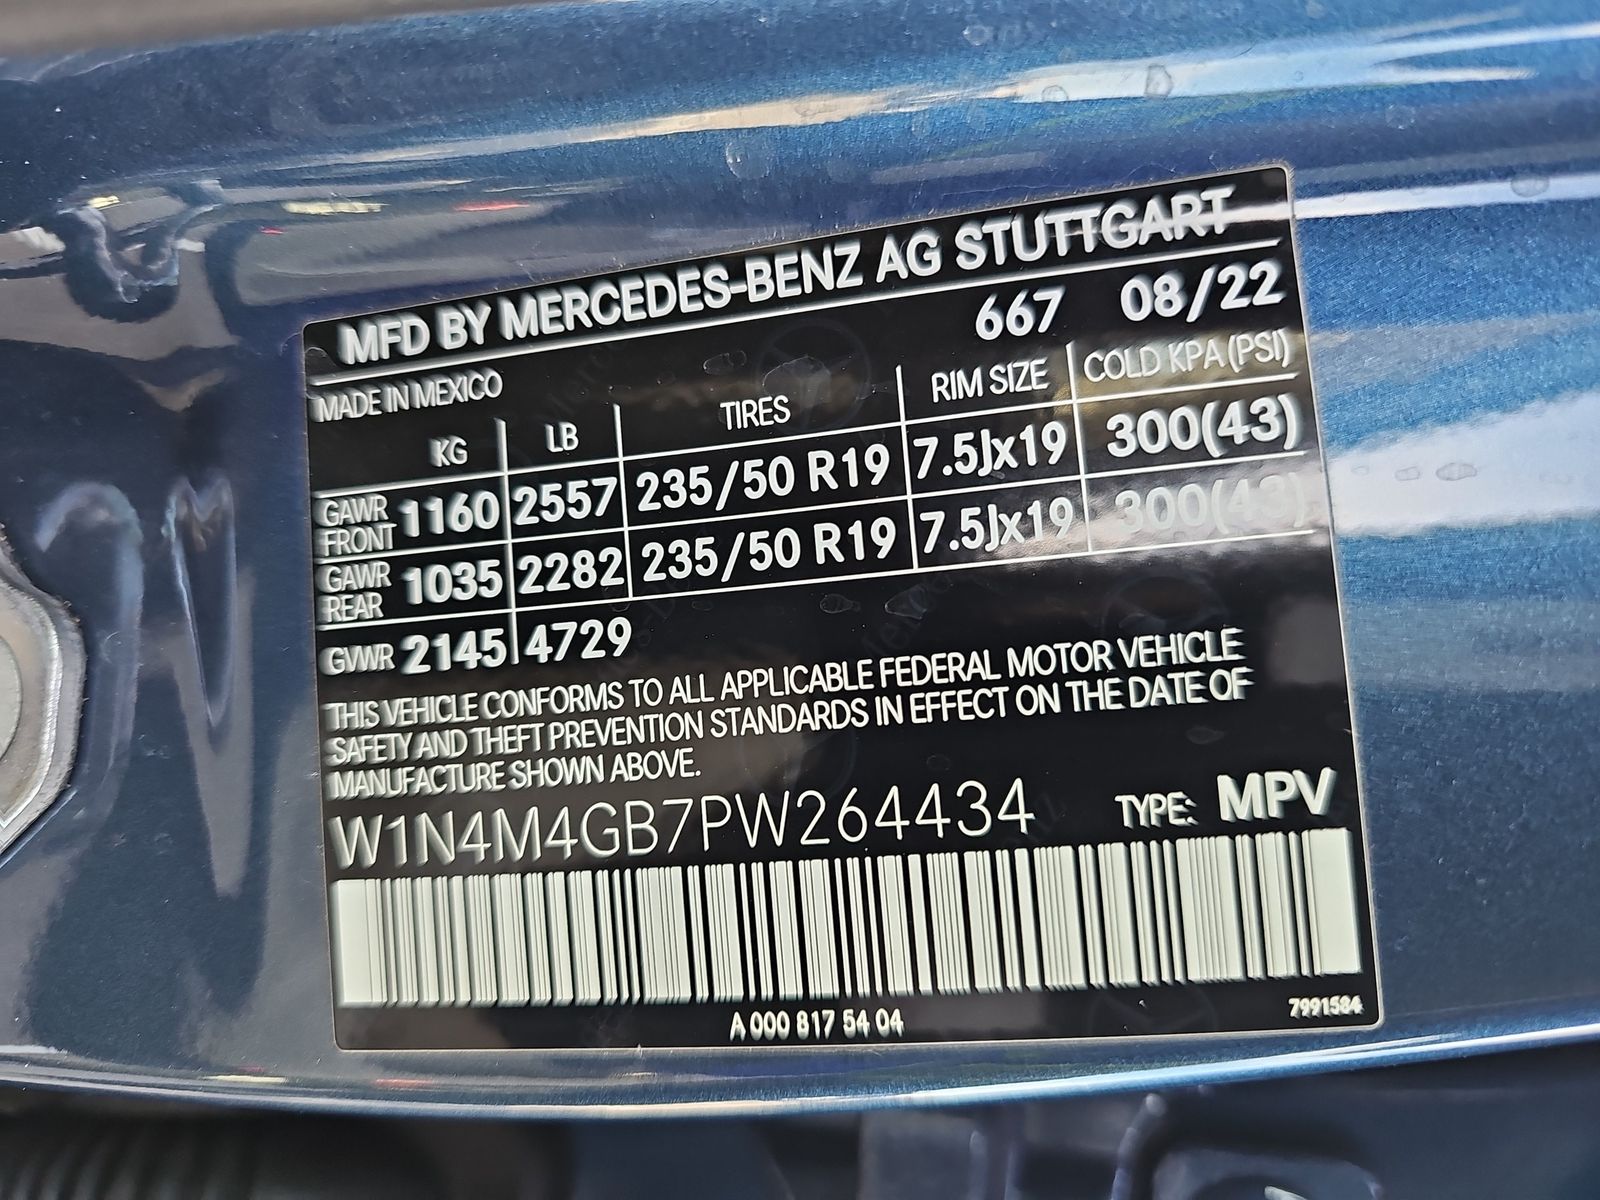 MFD BY MERCEDES-BENZ AG STUTTGART
667 08/22
MADE IN MEXICO
KG LB TIRES RIM SIZE COLD KPA (PSI)
GAWR FRONT 1160 2557 235/50 R19 7.5Jx19 300(43)
GAWR REAR 1035 2282 235/50 R19 7.5Jx19 300(43)
GVWR 2145 4729
THIS VEHICLE CONFORMS TO ALL APPLICABLE FEDERAL MOTOR VEHICLE
SAFETY AND THEFT PREVENTION STANDARDS IN EFFECT ON THE DATE OF
MANUFACTURE SHOWN ABOVE.
W1N4M4GB7PW264434 TYPE: MPV
A 000 817 54 04
7991584